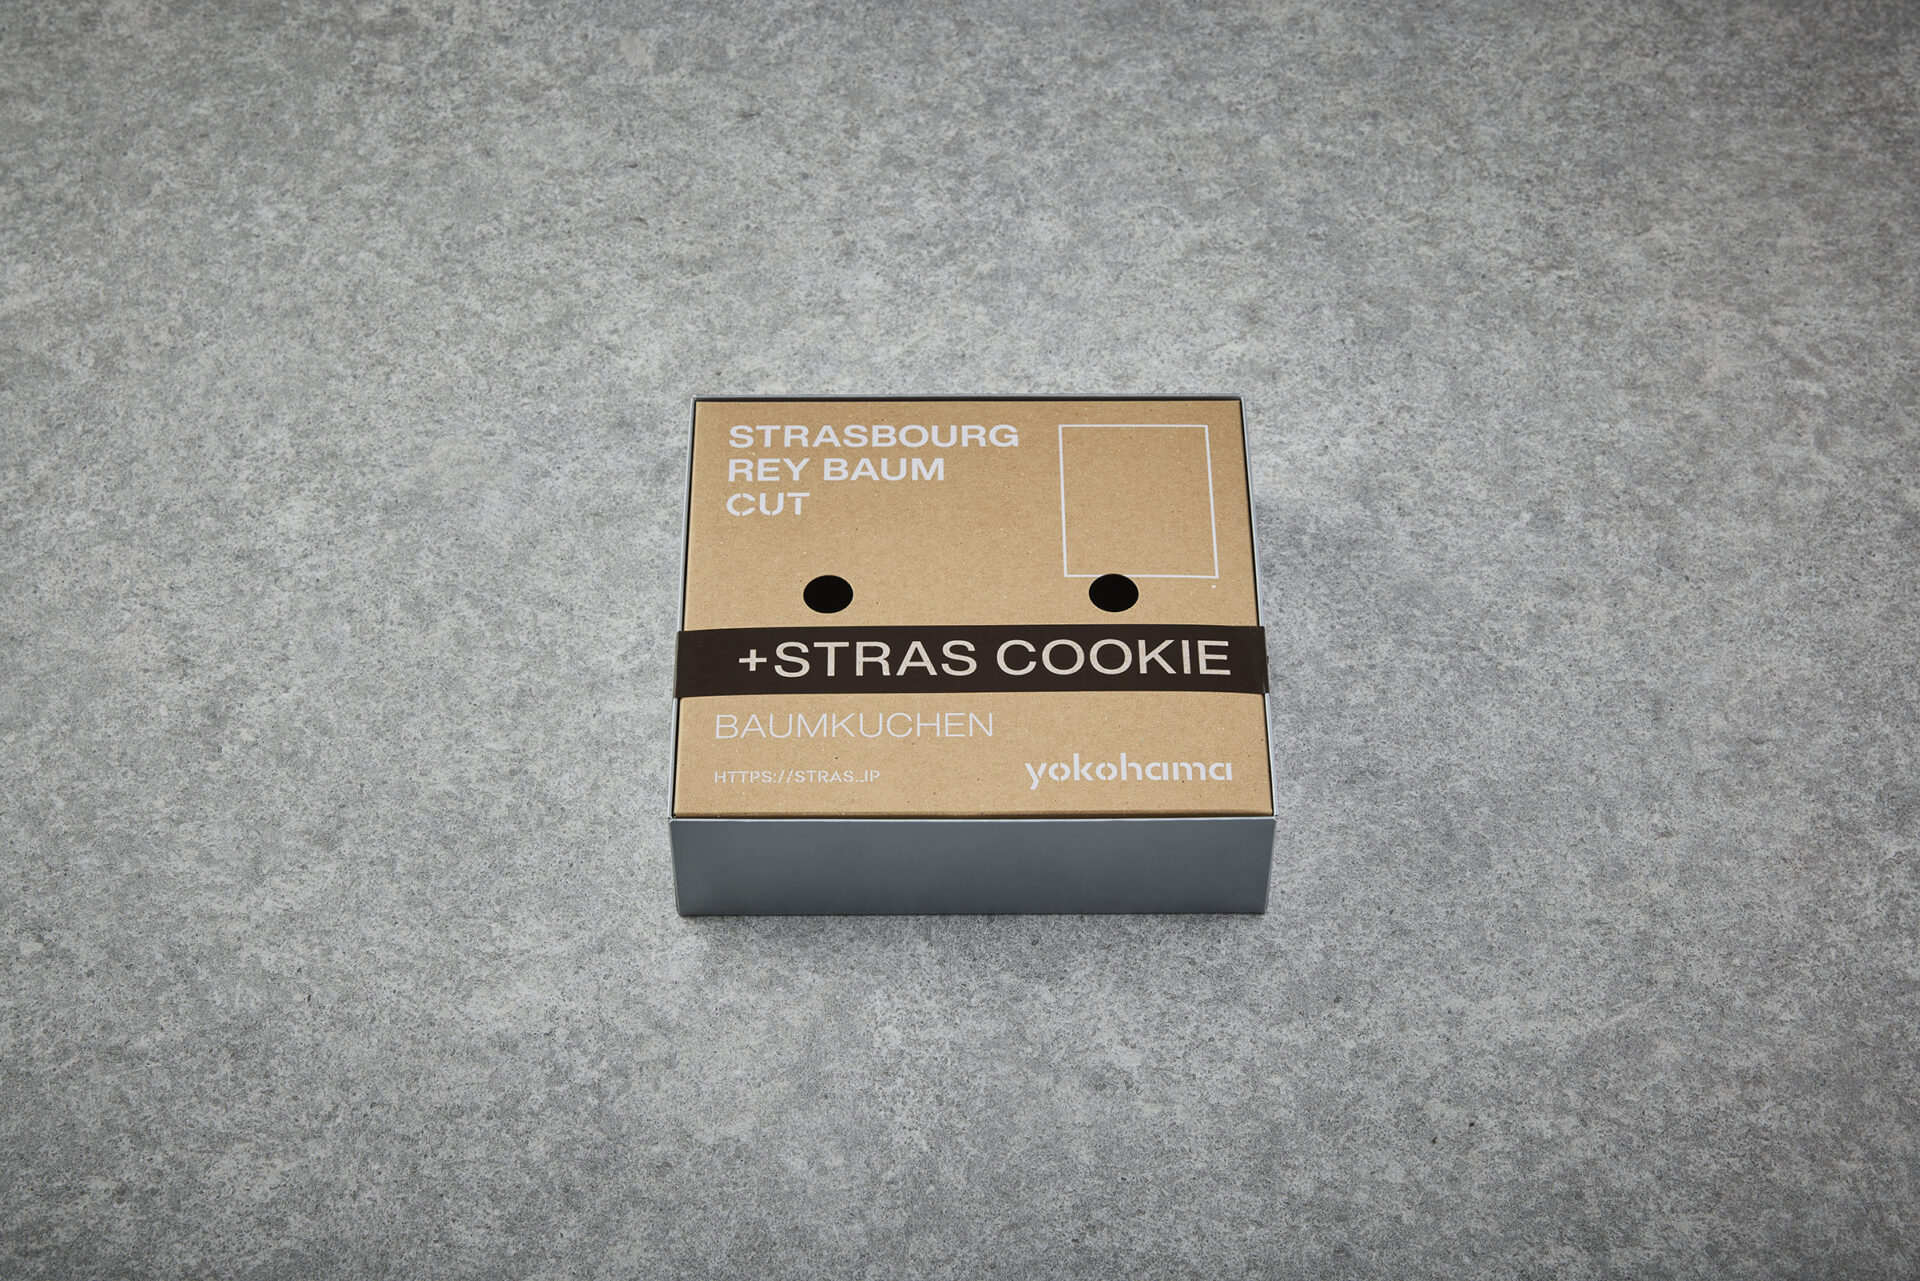 STRASBOURG
REY BAUM
CUT
+STRAS COOKIE
BAUMKUCHEN
HTTPS://STRAS.JP
yokohama